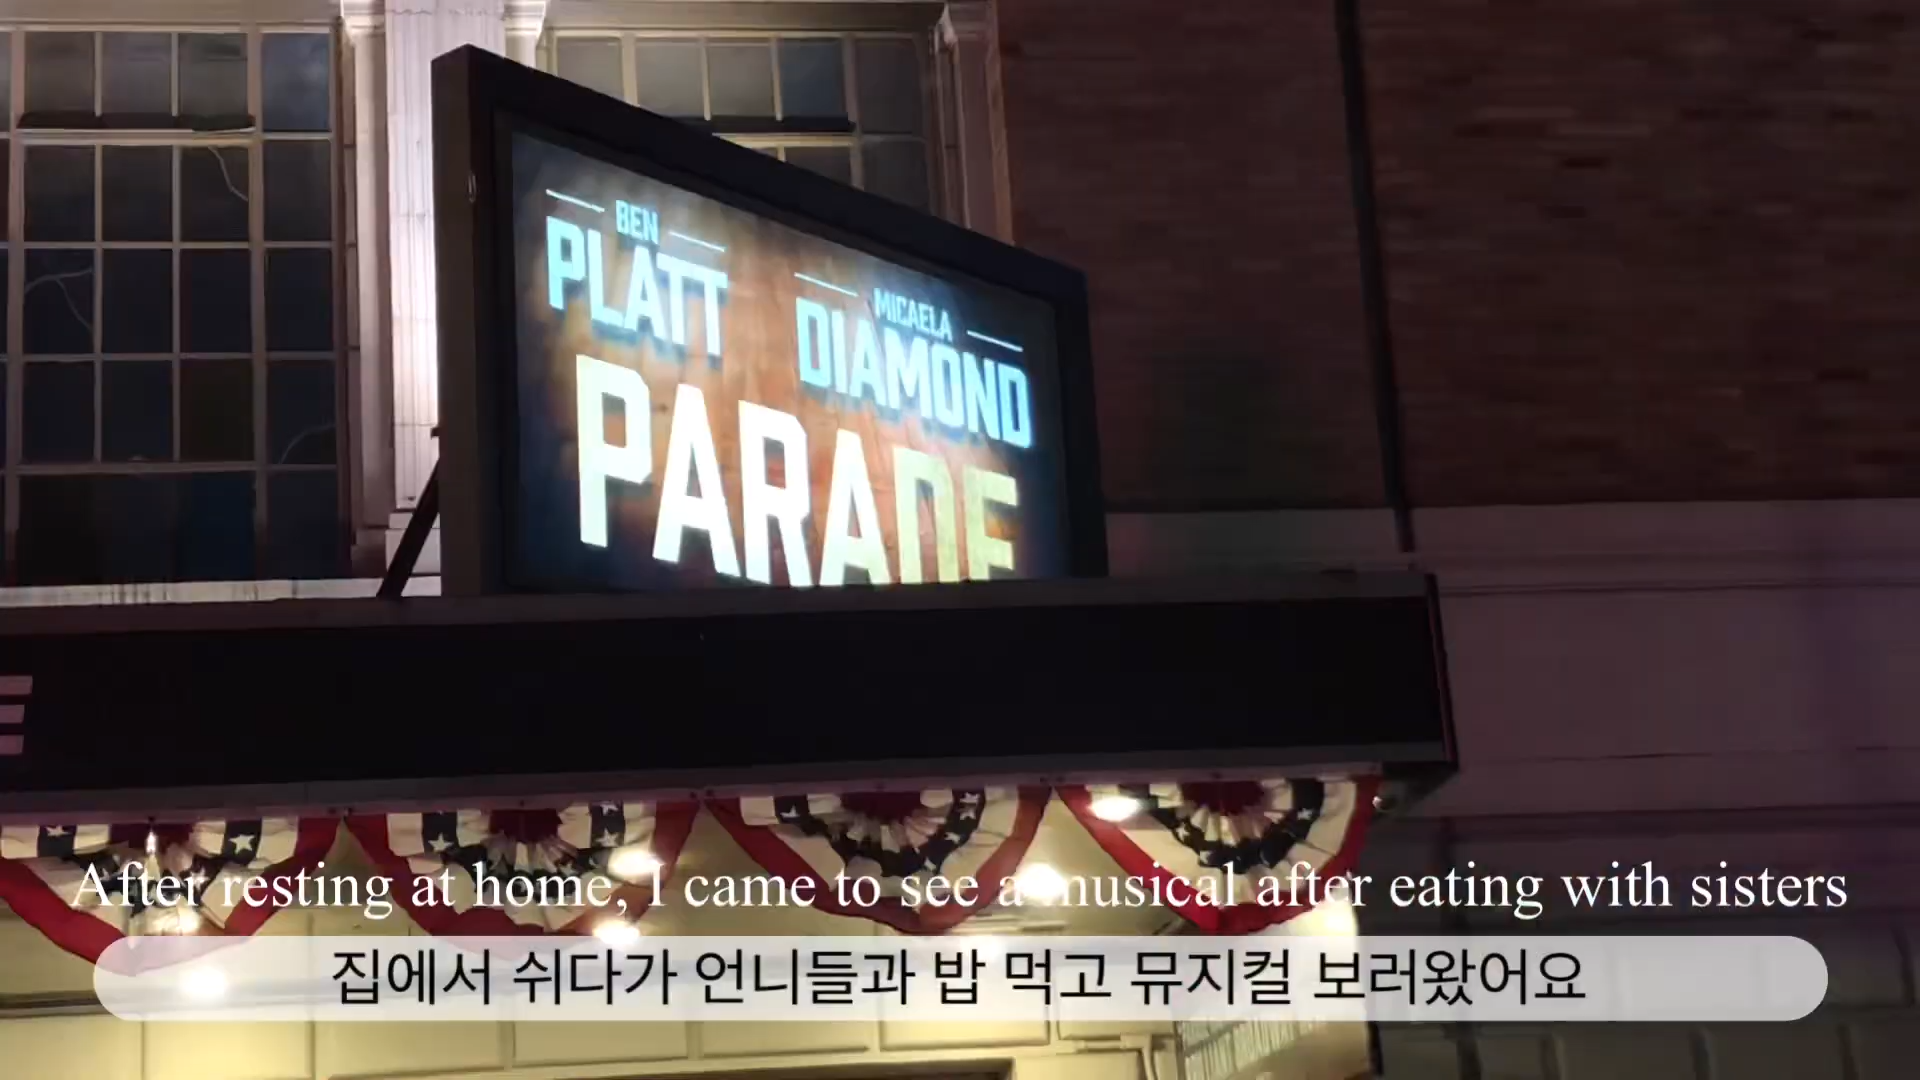 BEN
PLATT
MICAELA
DIAMOND
PARADE
E
After resting at home, I came to see a musical after eating with sisters
집에서 쉬다가 언니들과 밥 먹고 뮤지컬 보러왔어요